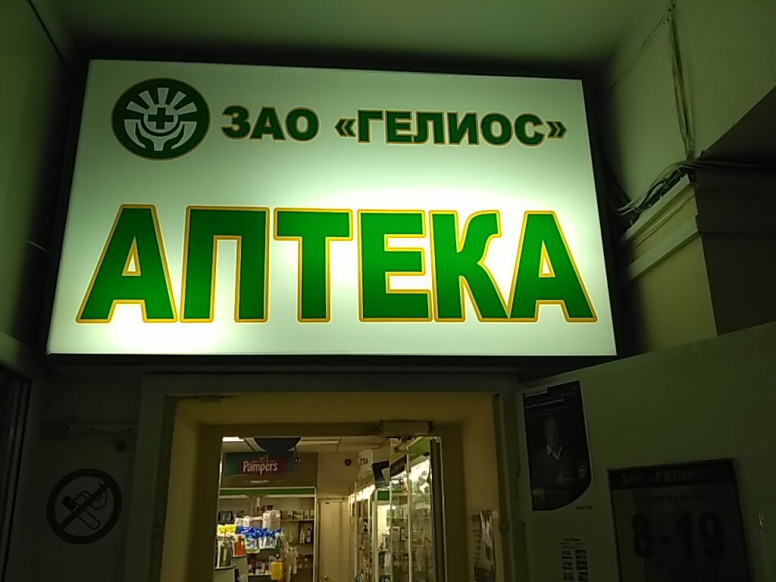 ЗАО «ГЕЛИОС»
АПТЕКА
Pampers
ЗАО «ГЕЛИОС»
8-19